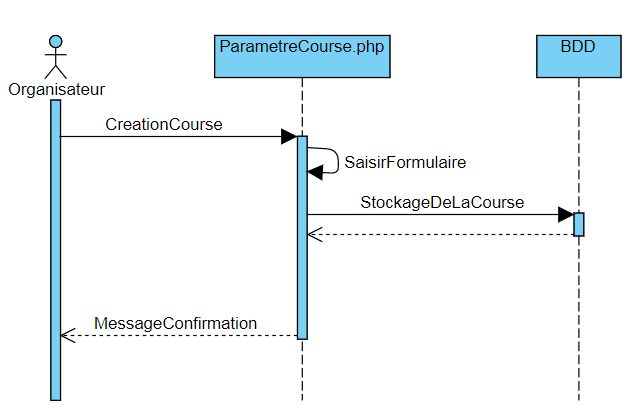 ParametreCourse.php
BDD
Organisateur
CreationCourse
SaisirFormulaire
StockageDeLaCourse
MessageConfirmation